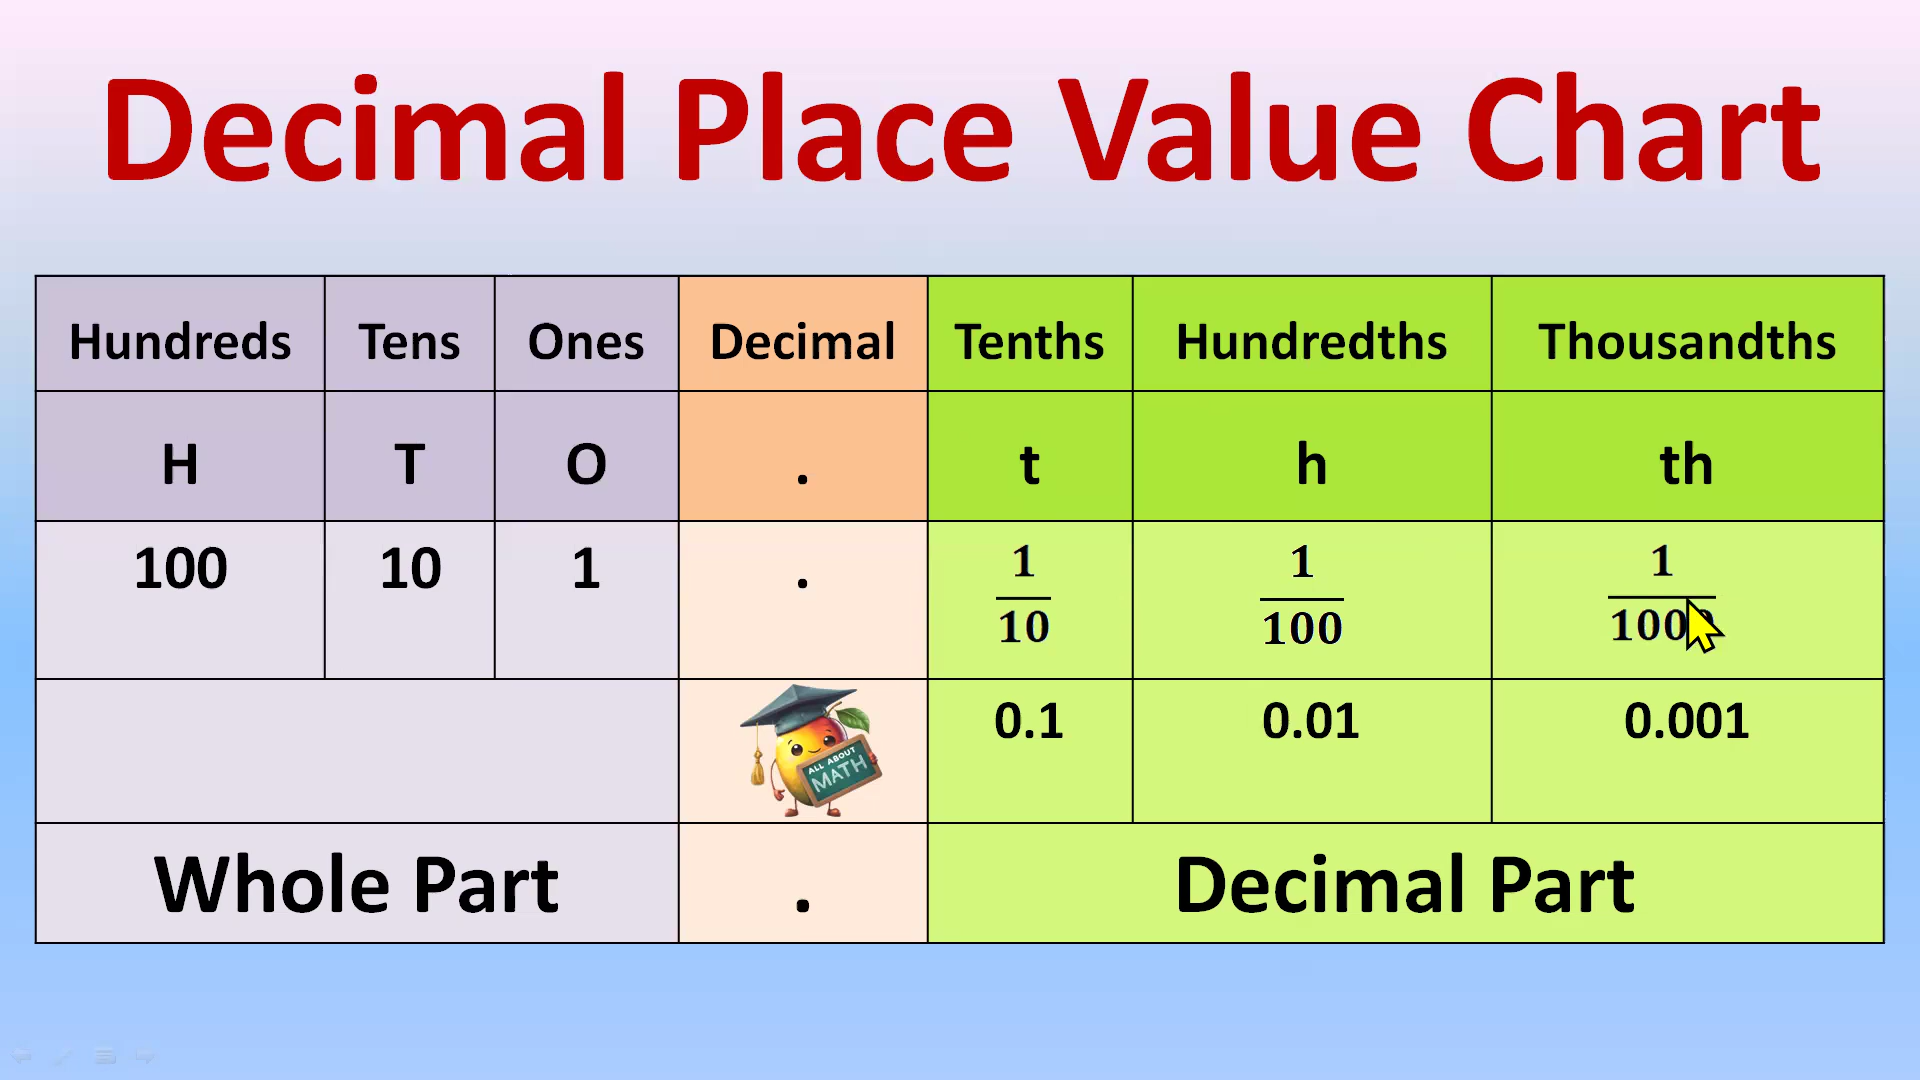 Decimal Place Value Chart
Hundreds Tens Ones Decimal Tenths Hundredths Thousandths
H T O . t h th
100 10 1 . 1/10 1/100 1/1000
ALL ABOUT
MATH
0.1 0.01 0.001
Whole Part . Decimal Part